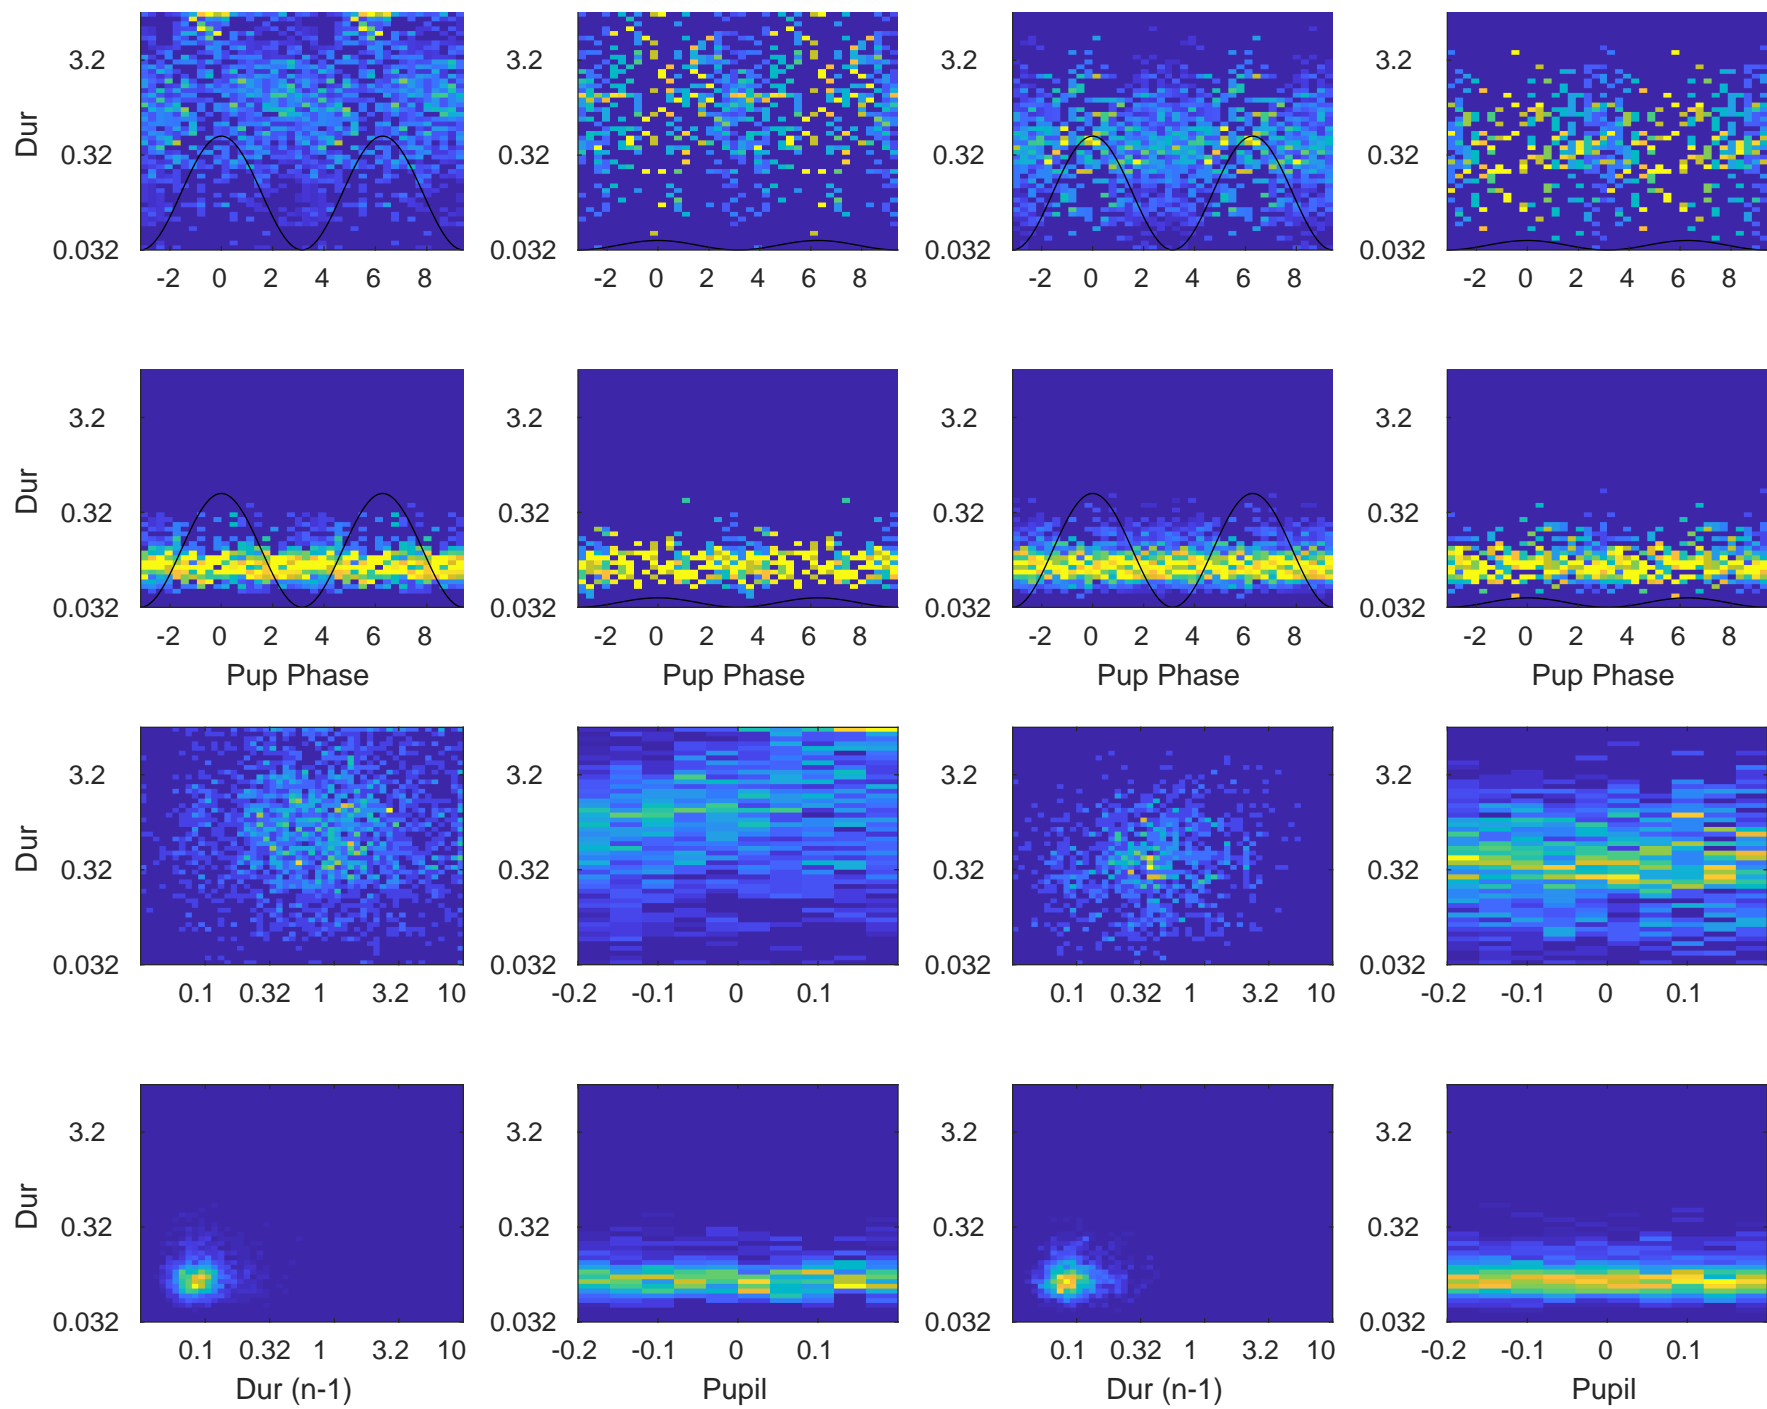 3.2 3.2 3.2 3.2
Dur
0.32 0.32 0.32 0.32
0.032 0.032 0.032 0.032
-2 0 2 4 6 8 -2 0 2 4 6 8 -2 0 2 4 6 8 -2 0 2 4 6 8
3.2 3.2 3.2 3.2
Dur
0.32 0.32 0.32 0.32
0.032 0.032 0.032 0.032
-2 0 2 4 6 8 -2 0 2 4 6 8 -2 0 2 4 6 8 -2 0 2 4 6 8
Pup Phase Pup Phase Pup Phase Pup Phase
3.2 3.2 3.2 3.2
Dur
0.32 0.32 0.32 0.32
0.032 0.032 0.032 0.032
0.1 0.32 1 3.2 10 -0.2 -0.1 0 0.1 0.1 0.32 1 3.2 10 -0.2 -0.1 0 0.1
3.2 3.2 3.2 3.2
Dur
0.32 0.32 0.32 0.32
0.032 0.032 0.032 0.032
0.1 0.32 1 3.2 10 -0.2 -0.1 0 0.1 0.1 0.32 1 3.2 10 -0.2 -0.1 0 0.1
Dur (n-1) Pupil Dur (n-1) Pupil